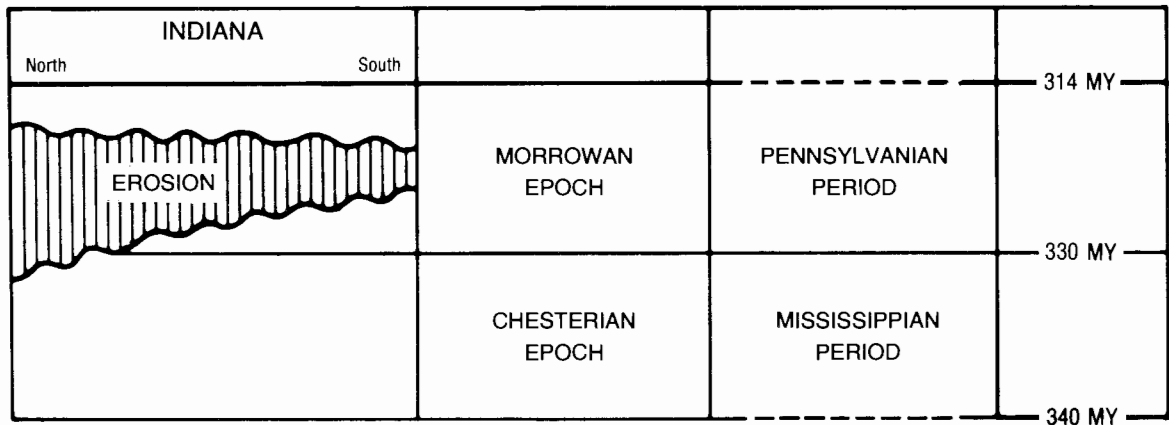 INDIANA
North South
314 MY
EROSION
MORROWAN
EPOCH
PENNSYLVANIAN
PERIOD
330 MY
CHESTERIAN
EPOCH
MISSISSIPPIAN
PERIOD
340 MY